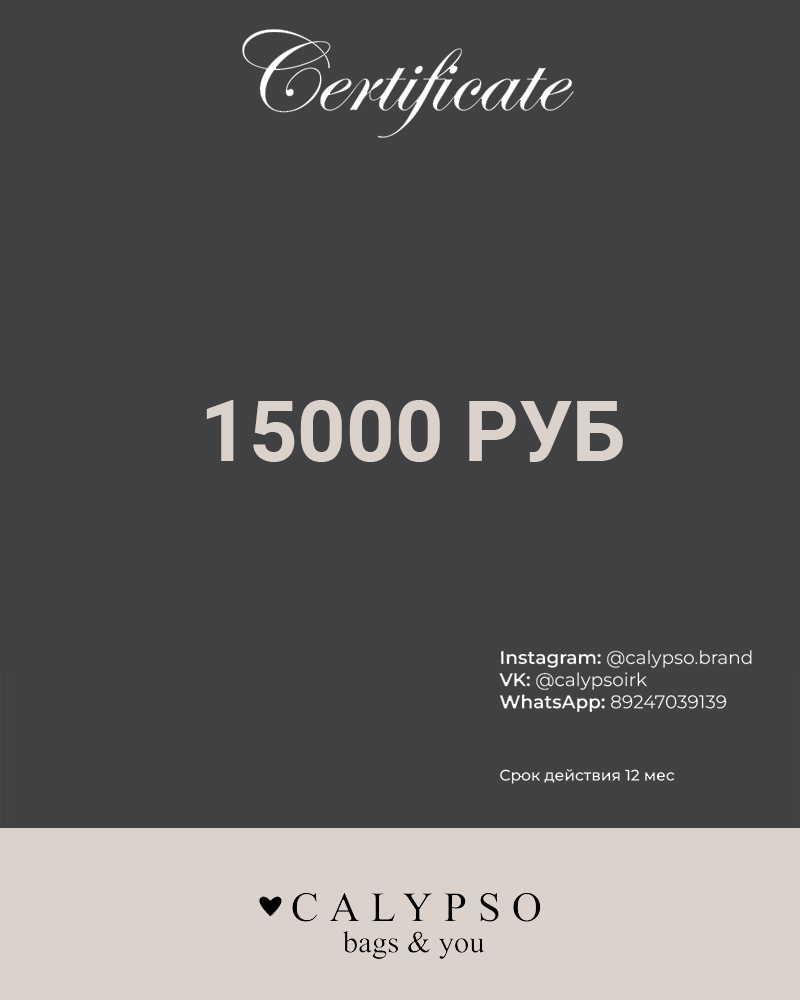 Certificate
15000 РУБ
Instagram: @calypso.brand
VK: @calypsoirk
WhatsApp: 89247039139
Срок действия 12 мес
♥CALYPSO
bags & you